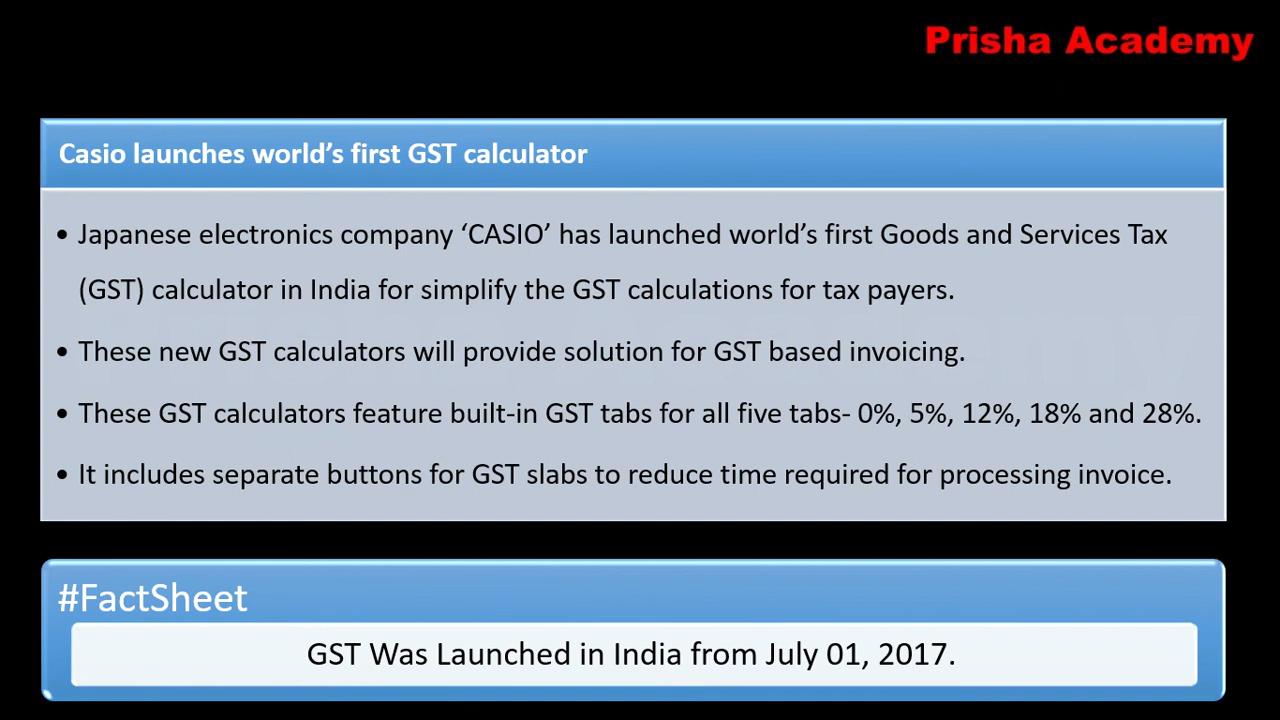 Prisha Academy
Casio launches world’s first GST calculator
• Japanese electronics company ‘CASIO’ has launched world’s first Goods and Services Tax
(GST) calculator in India for simplify the GST calculations for tax payers.
• These new GST calculators will provide solution for GST based invoicing.
• These GST calculators feature built-in GST tabs for all five tabs- 0%, 5%, 12%, 18% and 28%.
• It includes separate buttons for GST slabs to reduce time required for processing invoice.
#FactSheet
GST Was Launched in India from July 01, 2017.